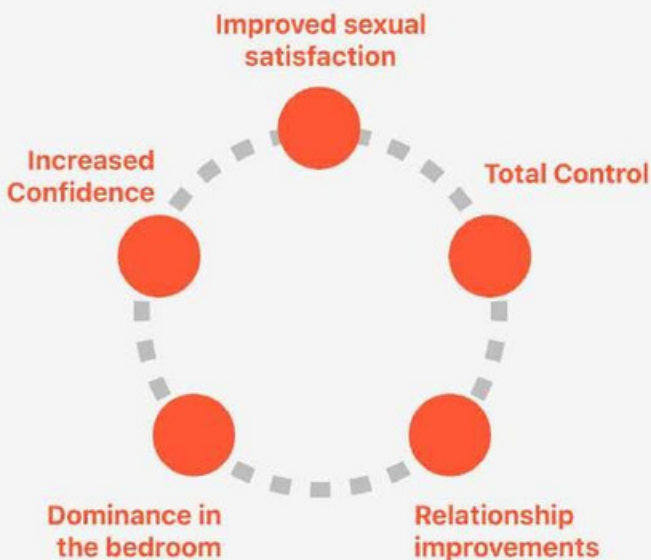 Improved sexual
satisfaction
Increased
Confidence
Total Control
Dominance in
the bedroom
Relationship
improvements